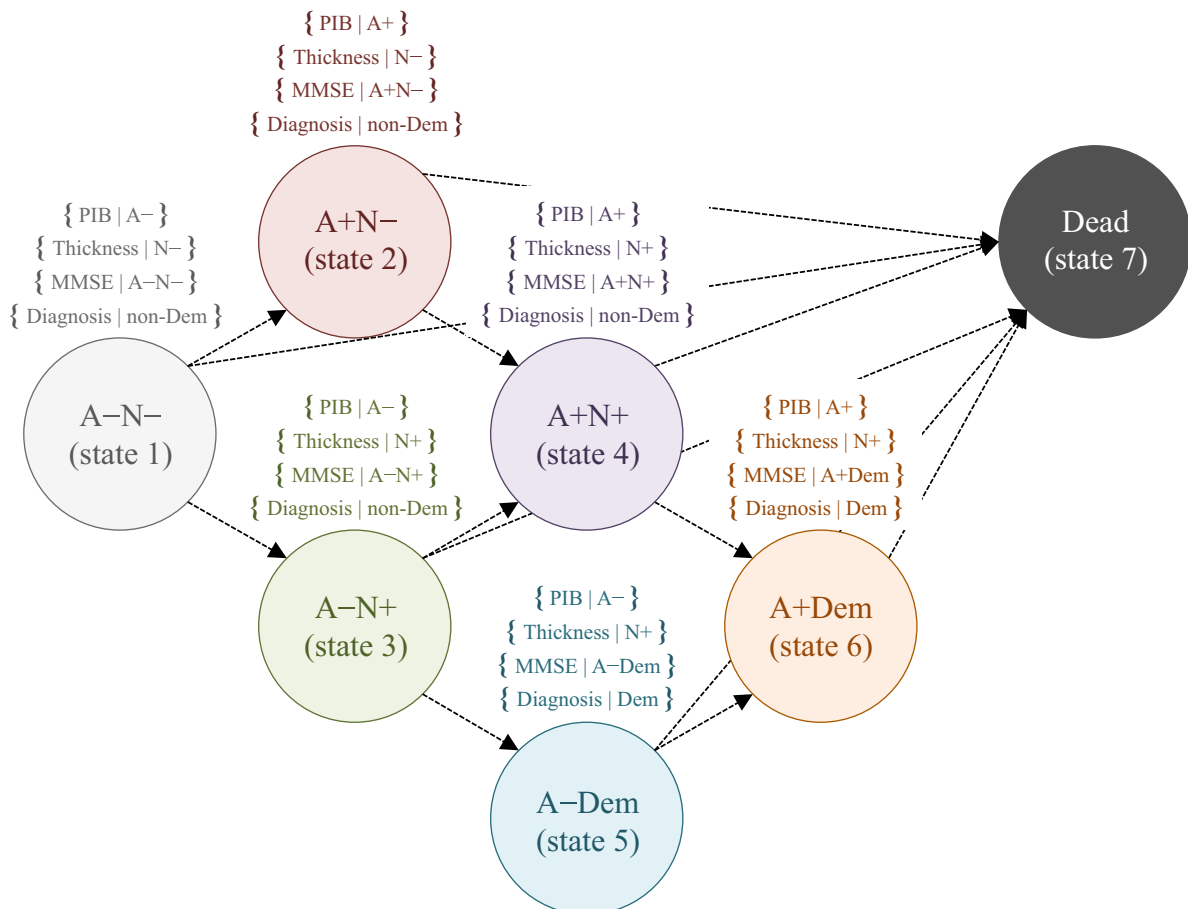 { PIB | A+ }
{ Thickness | N− }
{ MMSE | A+N− }
{ Diagnosis | non-Dem }
A+N−
(state 2)
{ PIB | A− }
{ Thickness | N− }
{ MMSE | A−N− }
{ Diagnosis | non-Dem }
A−N−
(state 1)
{ PIB | A+ }
{ Thickness | N+ }
{ MMSE | A+N+ }
{ Diagnosis | non-Dem }
A+N+
(state 4)
Dead
(state 7)
{ PIB | A− }
{ Thickness | N+ }
{ MMSE | A−N+ }
{ Diagnosis | non-Dem }
A−N+
(state 3)
{ PIB | A+ }
{ Thickness | N+ }
{ MMSE | A+Dem }
{ Diagnosis | Dem }
A+Dem
(state 6)
{ PIB | A− }
{ Thickness | N+ }
{ MMSE | A−Dem }
{ Diagnosis | Dem }
A−Dem
(state 5)